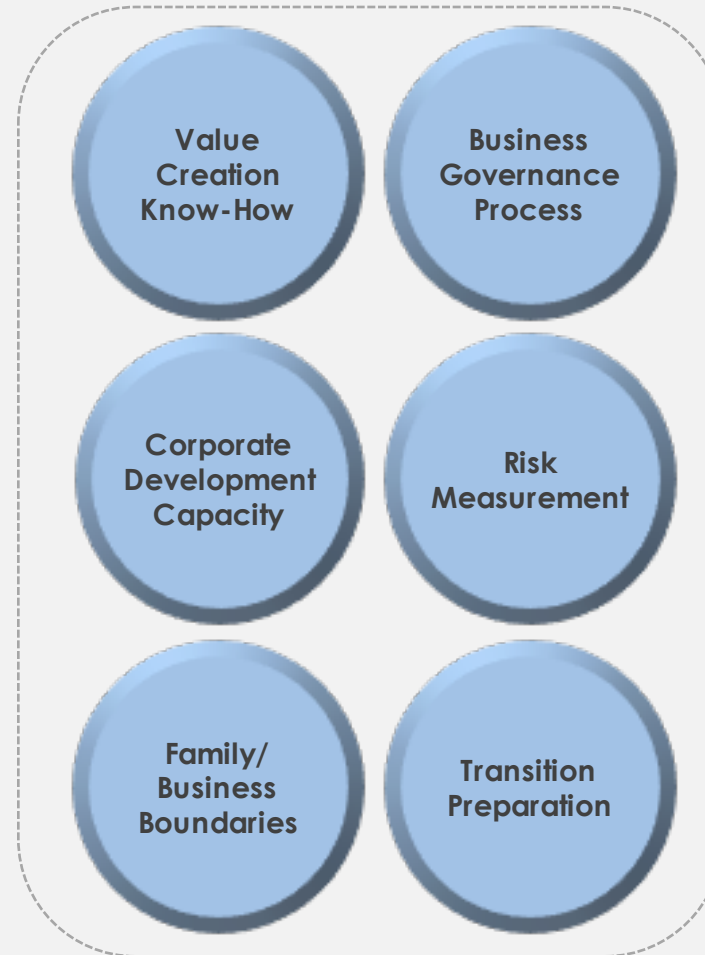 Value
Creation
Know-How
Business
Governance
Process
Corporate
Development
Capacity
Risk
Measurement
Family/
Business
Boundaries
Transition
Preparation